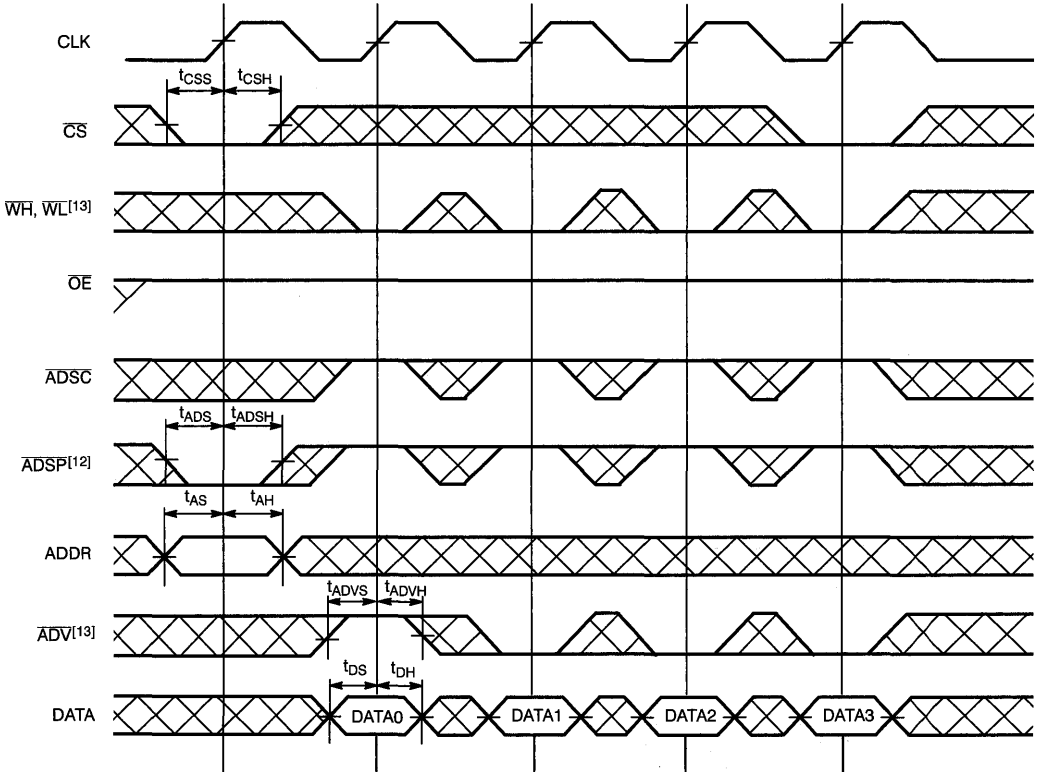 CLK
tCSS tCSH
CS
WH, WL[13]
OE
ADSC
tADS tADSH
ADSP[12]
tAS tAH
ADDR
tADVS tADVH
ADV[13]
tDS tDH
DATA DATA0 DATA1 DATA2 DATA3